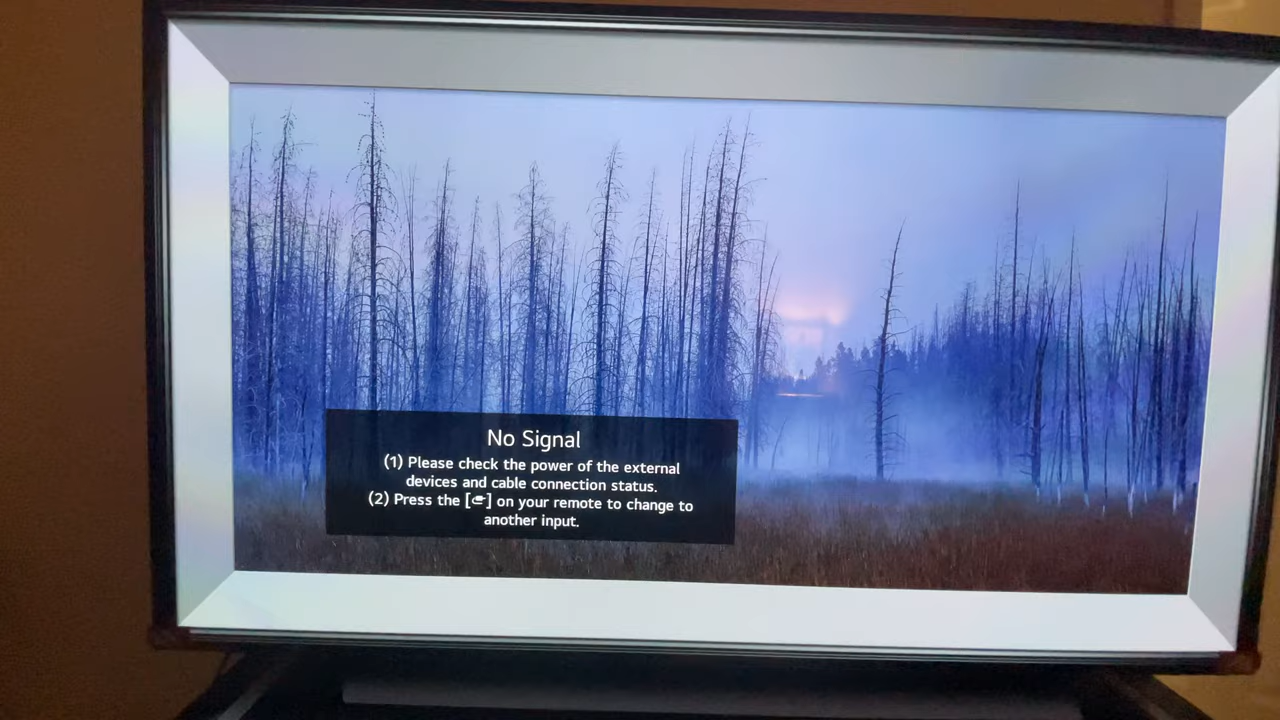 No Signal
(1) Please check the power of the external
devices and cable connection status.
(2) Press the [] on your remote to change to
another input.